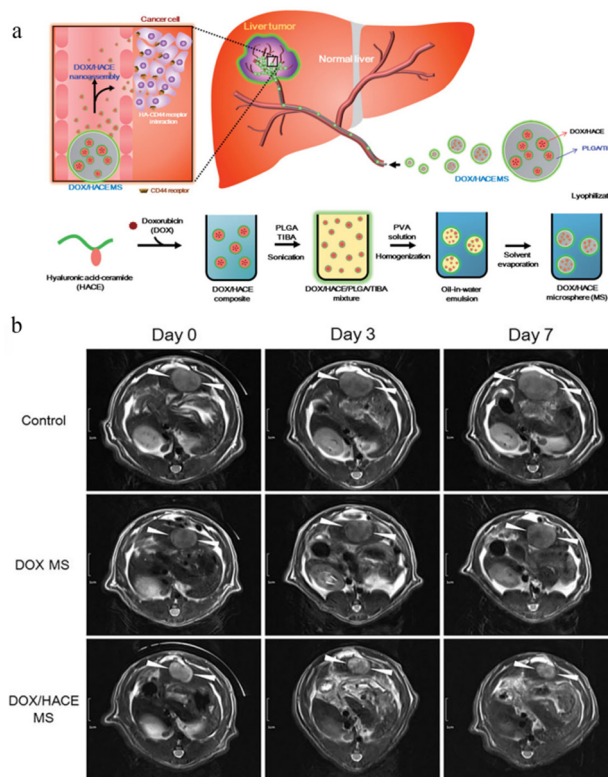 a
Cancer cell
DOX/HACE
nanoassembly
HA-CD44 receptor
interaction
DOX/HACE MS
CD44 receptor
Liver tumor
Normal liver
DOX/HACE
PLGA/TI
DOX/HACE MS
Lyophilizat
Hyaluronic acid-ceramide
(HACE)
Doxorubicin
(DOX)
DOX/HACE
composite
PLGA
TIBA
Sonication
DOX/HACE/PLGA/TIBA
mixture
PVA
solution
Homogenization
Oil-in-water
emulsion
Solvent
evaporation
DOX/HACE
microsphere (MS)
b
Day 0
Day 3
Day 7
Control
DOX MS
DOX/HACE
MS